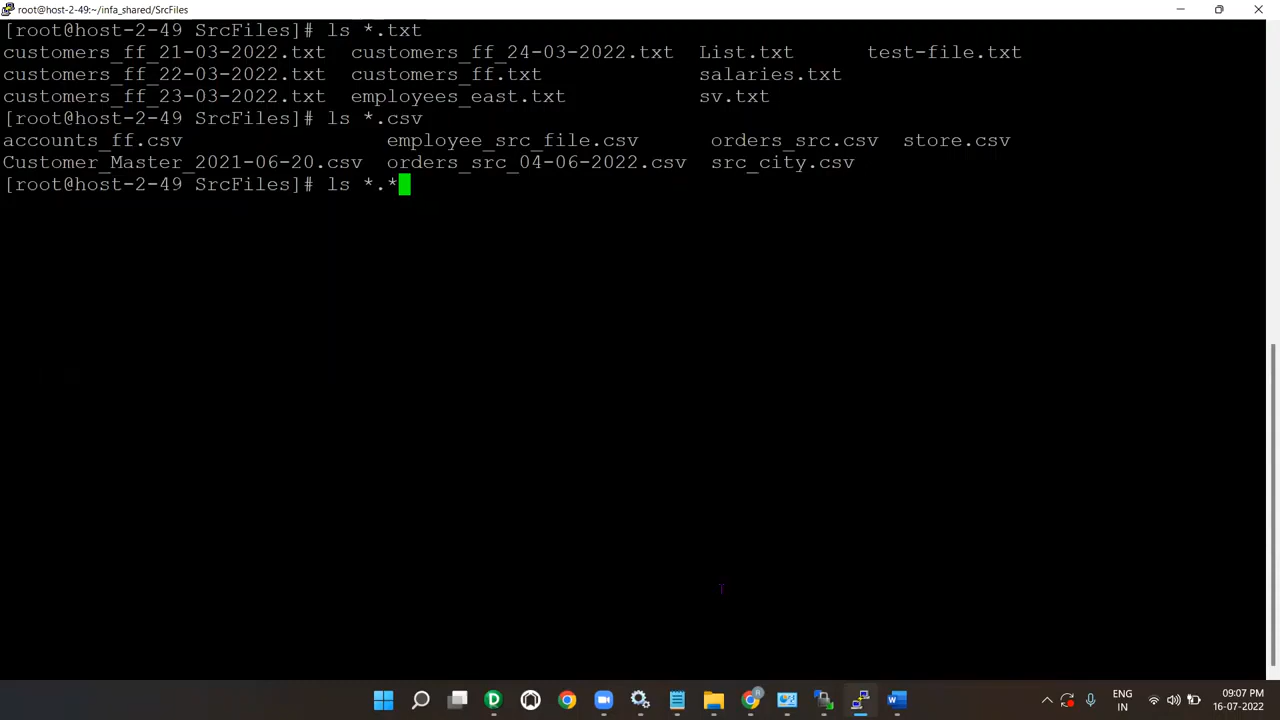 root@host-2-49:~/infa_shared/SrcFiles
[root@host-2-49 SrcFiles]# ls *.txt
customers_ff_21-03-2022.txt  customers_ff_24-03-2022.txt  List.txt      test-file.txt
customers_ff_22-03-2022.txt  customers_ff.txt             salaries.txt
customers_ff_23-03-2022.txt  employees_east.txt           sv.txt
[root@host-2-49 SrcFiles]# ls *.csv
accounts_ff.csv                 employee_src_file.csv      orders_src.csv  store.csv
Customer_Master_2021-06-20.csv  orders_src_04-06-2022.csv  src_city.csv
[root@host-2-49 SrcFiles]# ls *.*
ENG
IN
09:07 PM
16-07-2022